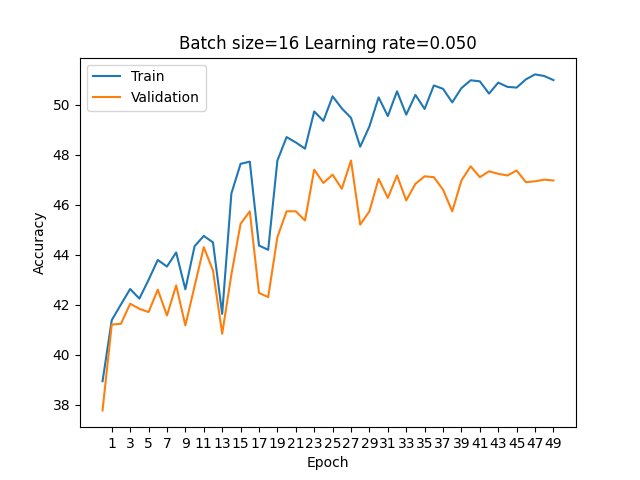 Batch size=16 Learning rate=0.050
Train
Validation
Accuracy
50
48
46
44
42
40
38
1 3 5 7 9 11 13 15 17 19 21 23 25 27 29 31 33 35 37 39 41 43 45 47 49
Epoch